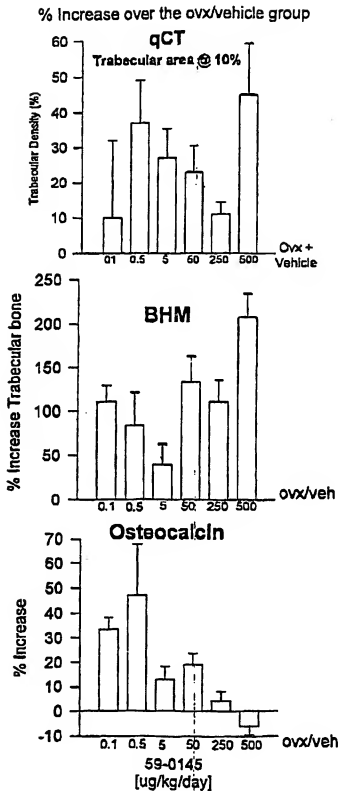 % Increase over the ovx/vehicle group
qCT
Trabecular area @ 10%
Trabecular Density (%)
60
50
40
30
20
10
0
01 0.5 5 50 250 500
Ovx +
Vehicle
BHM
% Increase Trabecular bone
250
200
150
100
50
0
0.1 0.5 5 50 250 500 ovx/veh
Osteocalcin
% Increase
70
60
50
40
30
20
10
0
-10
0.1 0.5 5 50 250 500 ovx/veh
59-0145
[ug/kg/day]